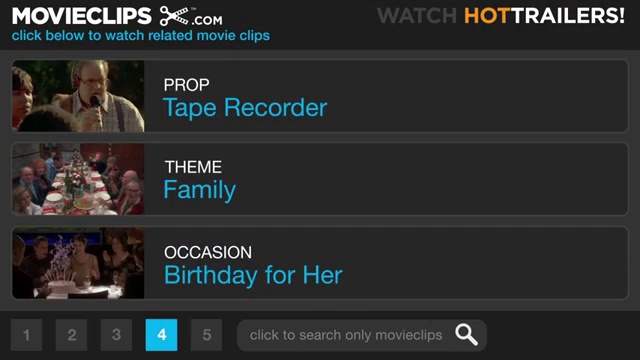 MOVIECLIPS™.COM
WATCH HOTTRAILERS!
click below to watch related movie clips
PROP
Tape Recorder
THEME
Family
OCCASION
Birthday for Her
1 2 3 4 5 click to search only movieclips